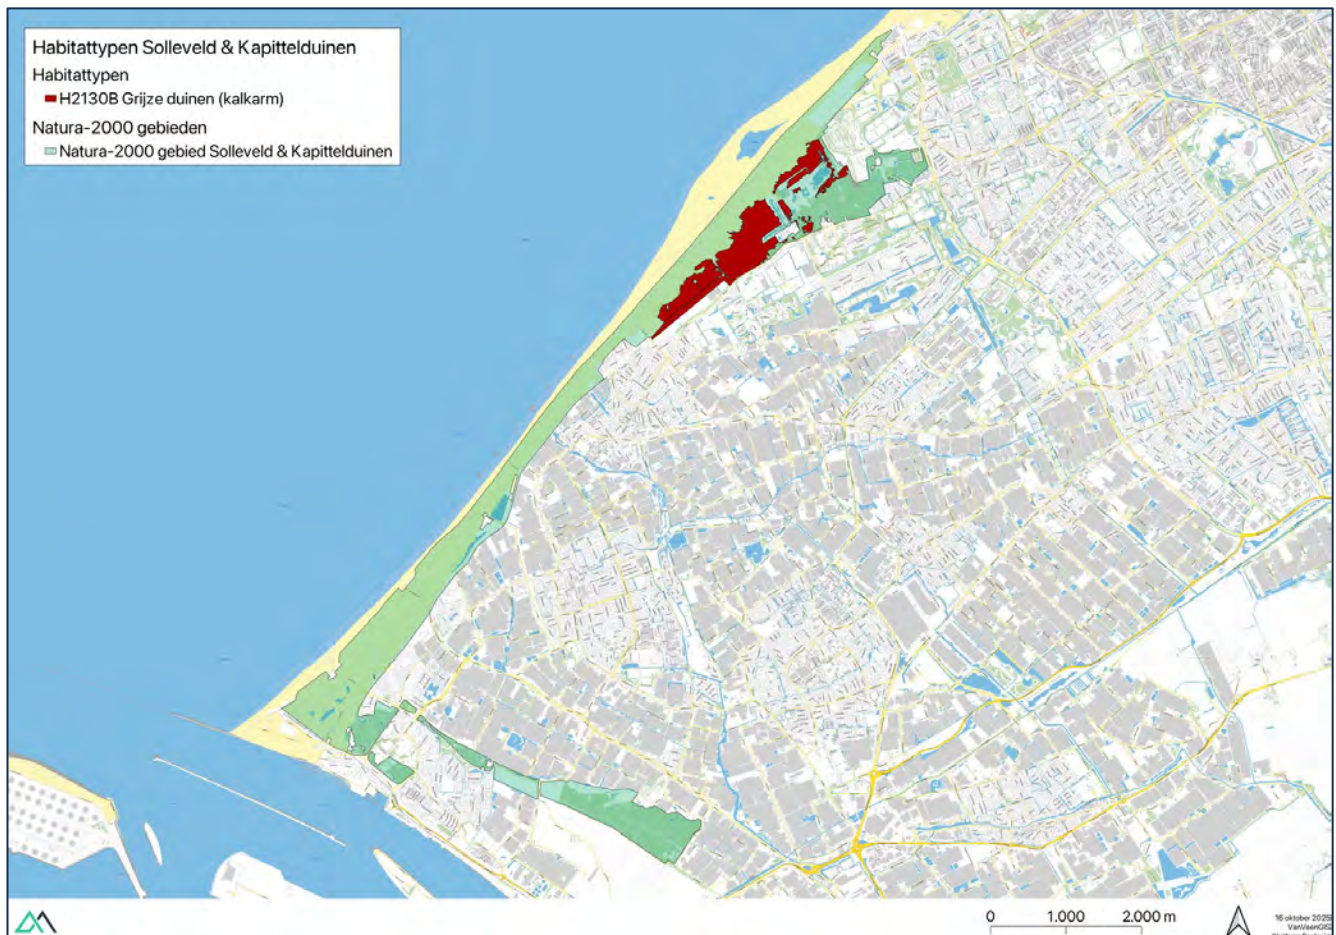 Habitattypen Solleveld & Kapittelduinen
Habitattypen
H2130B Grijze duinen (kalkarm)
Natura-2000 gebieden
Natura-2000 gebied Solleveld & Kapittelduinen
0 1.000 2.000 m
16 oktober 2025
VanVeenGIS